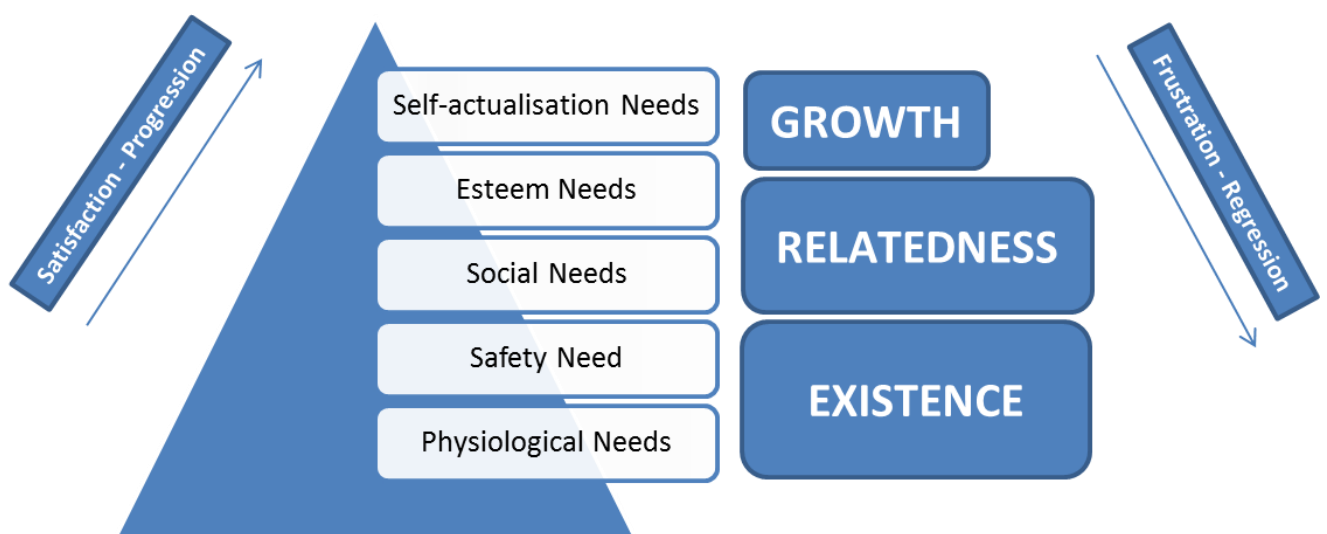 Satisfaction - Progression
Self-actualisation Needs
Esteem Needs
Social Needs
Safety Need
Physiological Needs
GROWTH
RELATEDNESS
EXISTENCE
Frustration - Regression